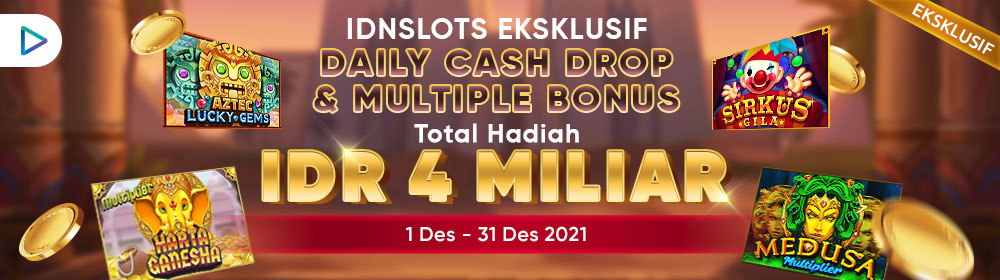 IDNSLOTS EKSKLUSIF
EKSKLUSIF
DAILY CASH DROP
& MULTIPLE BONUS
Total Hadiah
IDR 4 MILIAR
1 Des - 31 Des 2021
AZTEC
LUCKY GEMS
SIRKUS
GILA
Multiplier
HARTA
GANESHA
MEDUSA
Multiplier